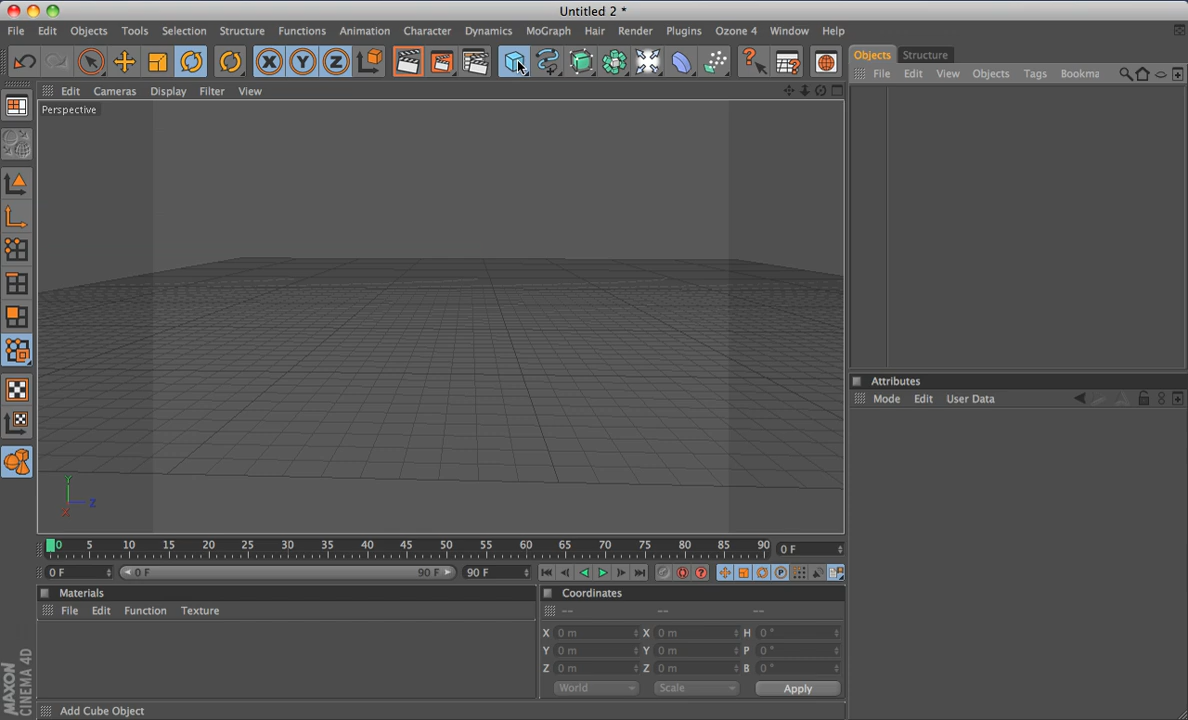 Untitled 2 *
File Edit Objects Tools Selection Structure Functions Animation Character Dynamics MoGraph Hair Render Plugins Ozone 4 Window Help
X Y Z
Objects Structure
File Edit View Objects Tags Bookma
Edit Cameras Display Filter View
Perspective
Attributes
Mode Edit User Data
Y
Z
X
0 5 10 15 20 25 30 35 40 45 50 55 60 65 70 75 80 85 90 0 F
0 F 0 F 90 F 90 F
Materials
File Edit Function Texture
Coordinates
-- -- --
X 0 m X 0 m H 0 °
Y 0 m Y 0 m P 0 °
Z 0 m Z 0 m B 0 °
World Scale Apply
MAXON
CINEMA 4D
Add Cube Object